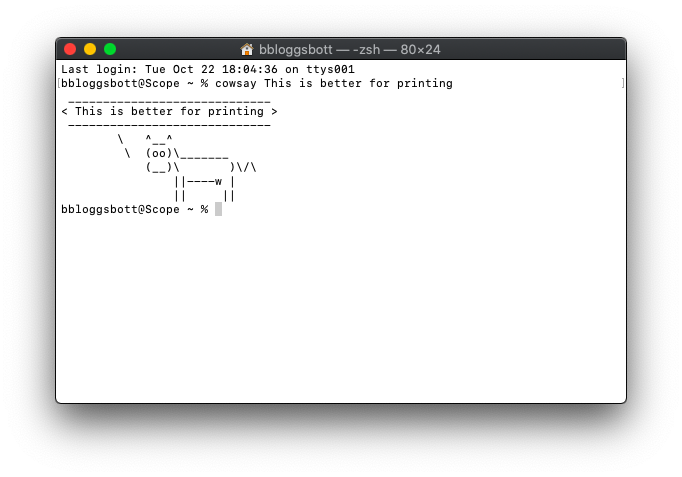 bbloggsbott — -zsh — 80×24
Last login: Tue Oct 22 18:04:36 on ttys001
[bbloggsbott@Scope ~ % cowsay This is better for printing ]
 _____________________________
< This is better for printing >
 -----------------------------
        \   ^__^
         \  (oo)\_______
            (__)\       )\/\
                ||----w |
                ||     ||
bbloggsbott@Scope ~ %